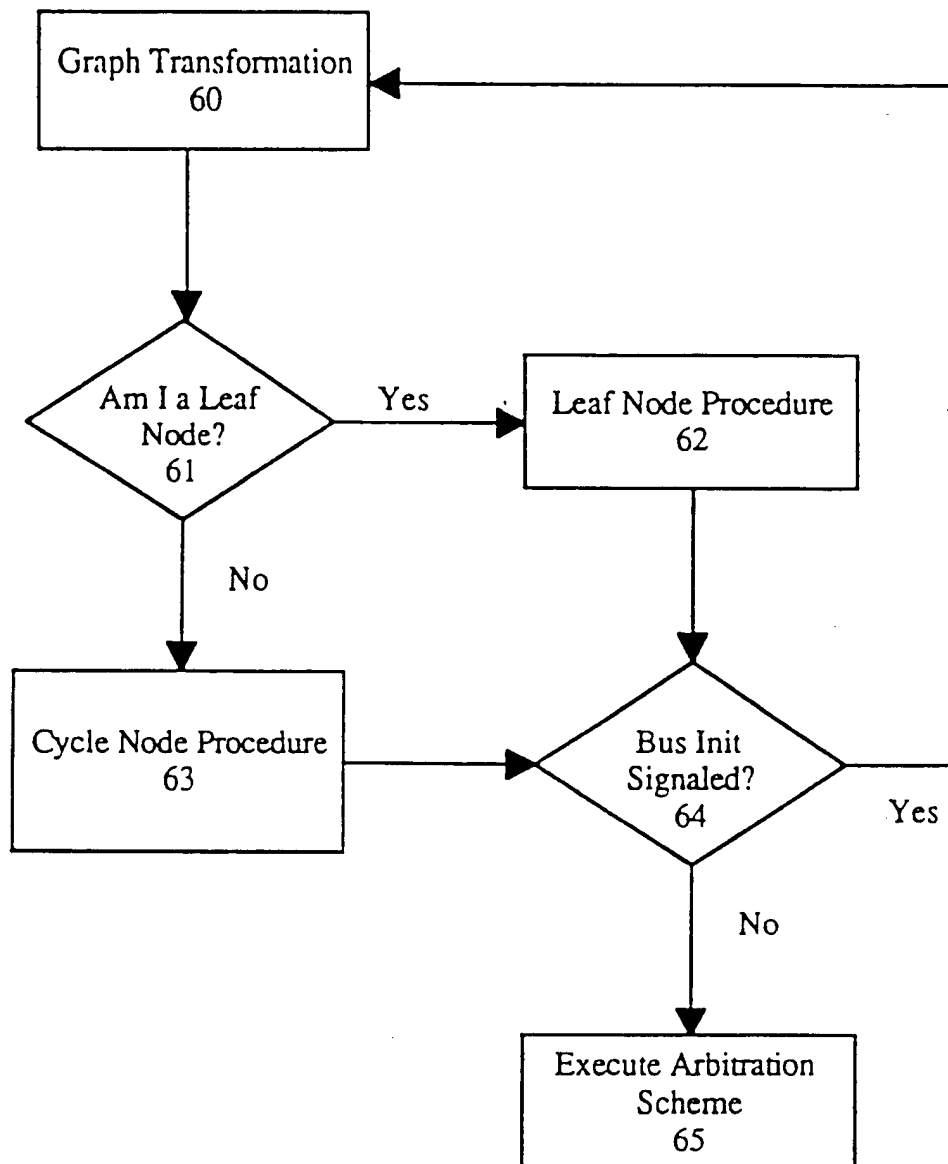 Graph Transformation
60
Am I a Leaf
Node?
61
Yes
Leaf Node Procedure
62
No
Cycle Node Procedure
63
Bus Init
Signaled?
64
Yes
No
Execute Arbitration
Scheme
65